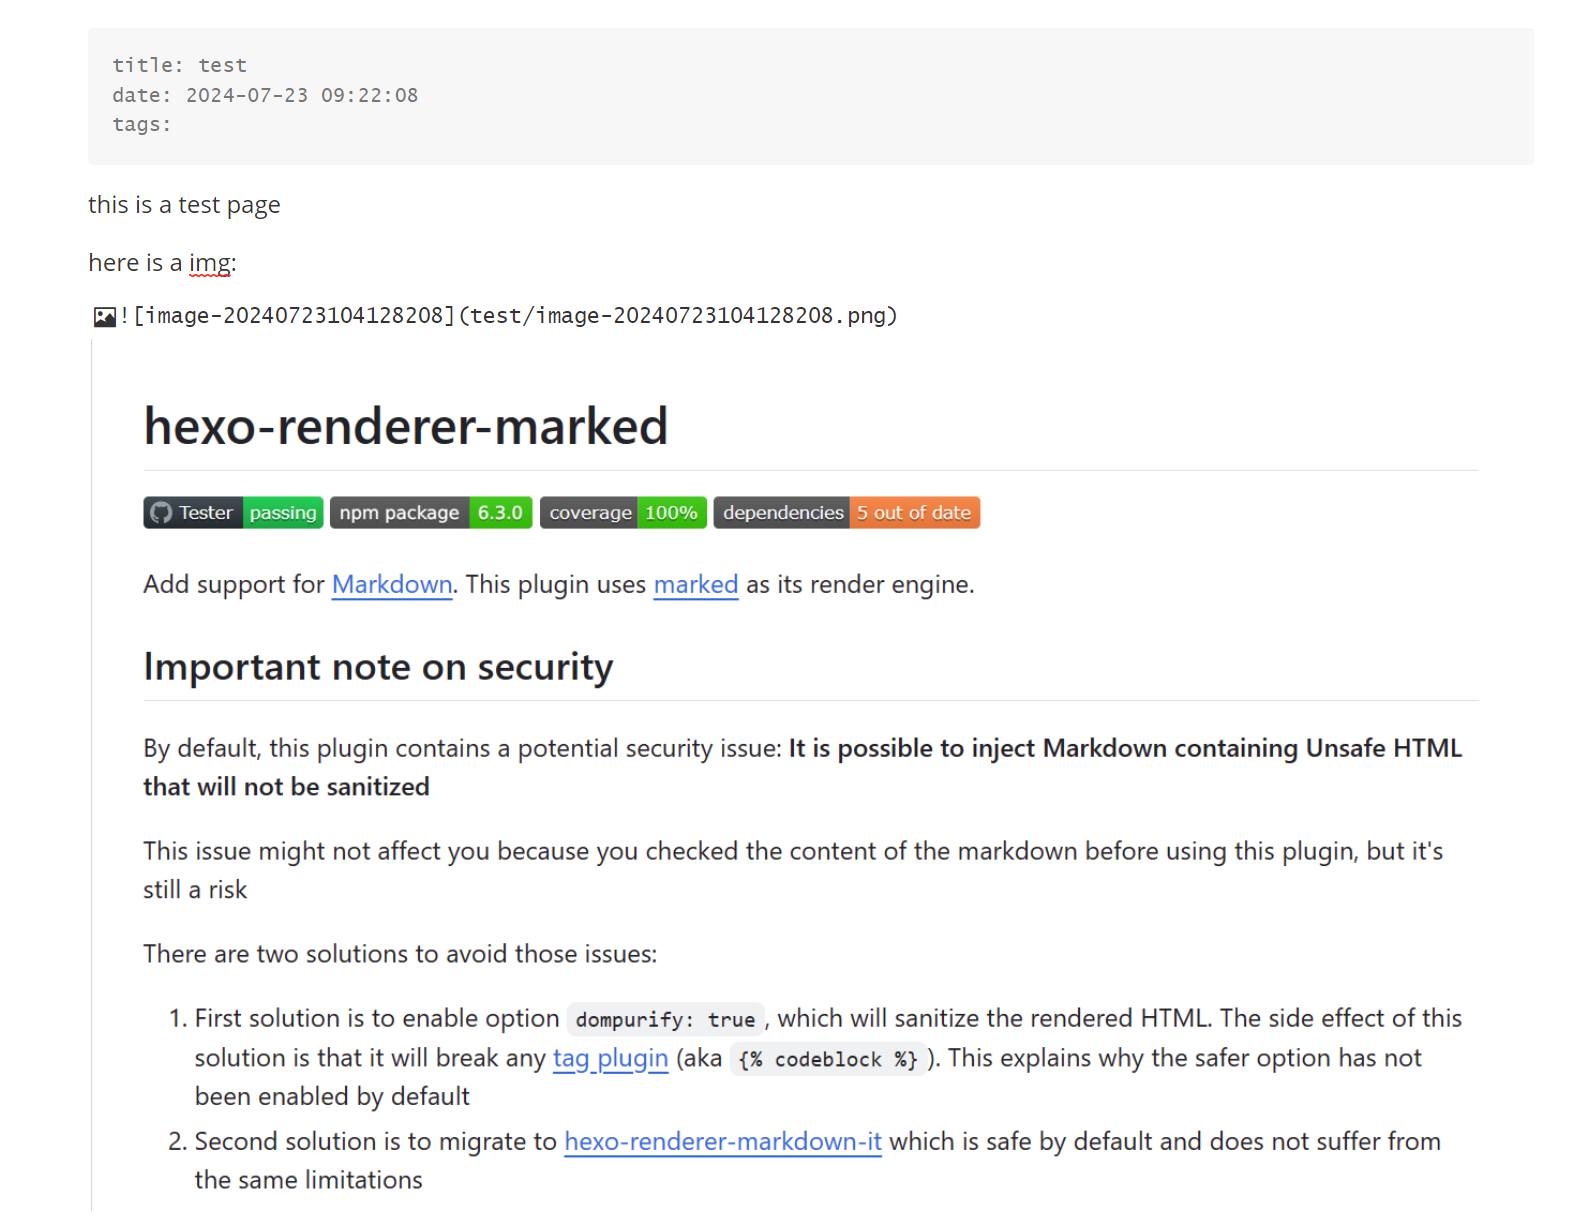 title: test
date: 2024-07-23 09:22:08
tags:
this is a test page
here is a img:
![image-20240723104128208](test/image-20240723104128208.png)
hexo-renderer-marked
Tester passing npm package 6.3.0 coverage 100% dependencies 5 out of date
Add support for Markdown. This plugin uses marked as its render engine.
Important note on security
By default, this plugin contains a potential security issue: It is possible to inject Markdown containing Unsafe HTML
that will not be sanitized
This issue might not affect you because you checked the content of the markdown before using this plugin, but it's
still a risk
There are two solutions to avoid those issues:
1. First solution is to enable option dompurify: true, which will sanitize the rendered HTML. The side effect of this
solution is that it will break any tag plugin (aka {% codeblock %}). This explains why the safer option has not
been enabled by default
2. Second solution is to migrate to hexo-renderer-markdown-it which is safe by default and does not suffer from
the same limitations